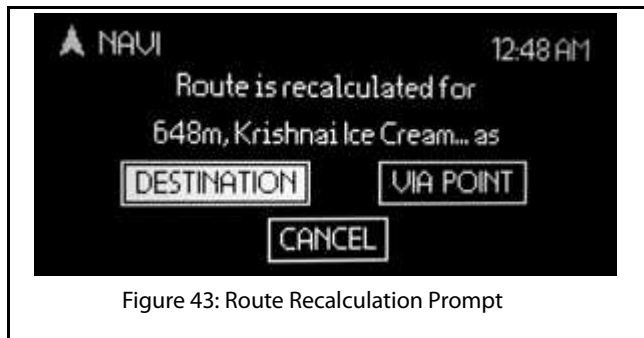 NAVI 12:48 AM
Route is recalculated for
648m, Krishnai Ice Cream... as
DESTINATION VIA POINT
CANCEL
Figure 43: Route Recalculation Prompt